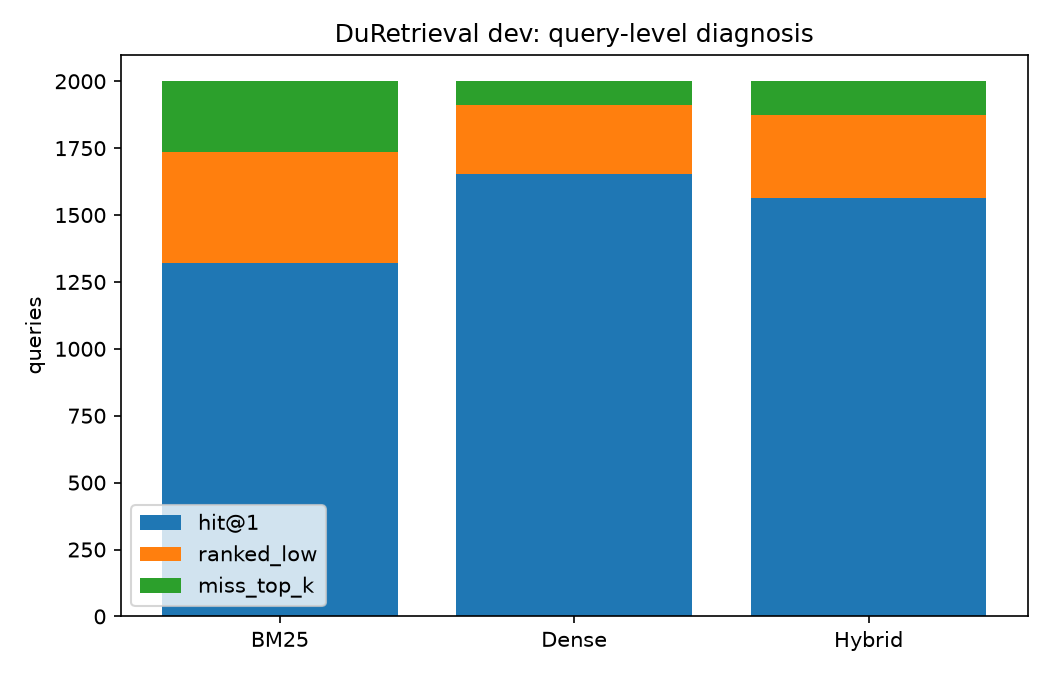 DuRetrieval dev: query-level diagnosis
queries
2000
1750
1500
1250
1000
750
500
250
0
hit@1
ranked_low
miss_top_k
BM25
Dense
Hybrid